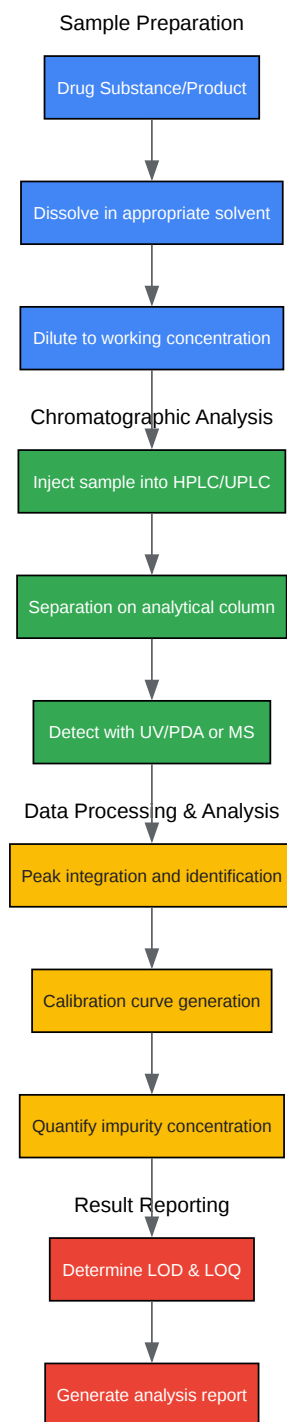 Sample Preparation
Drug Substance/Product
Dissolve in appropriate solvent
Dilute to working concentration
Chromatographic Analysis
Inject sample into HPLC/UPLC
Separation on analytical column
Detect with UV/PDA or MS
Data Processing & Analysis
Peak integration and identification
Calibration curve generation
Quantify impurity concentration
Result Reporting
Determine LOD & LOQ
Generate analysis report